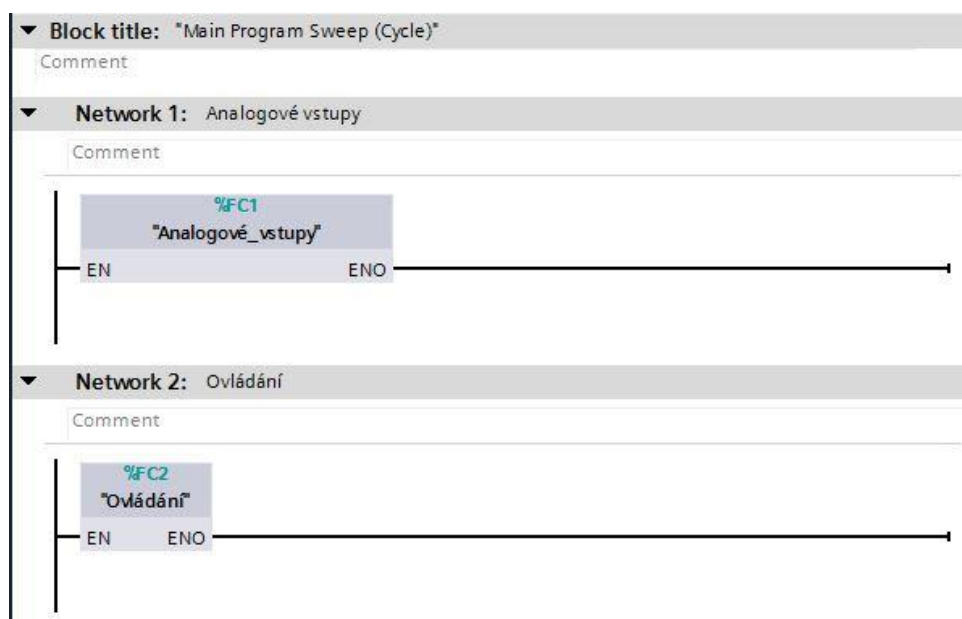 Block title: "Main Program Sweep (Cycle)"
Comment
Network 1: Analogové vstupy
Comment
%FC1
"Analogové_vstupy"
EN ENO
Network 2: Ovládání
Comment
%FC2
"Ovládání"
EN ENO